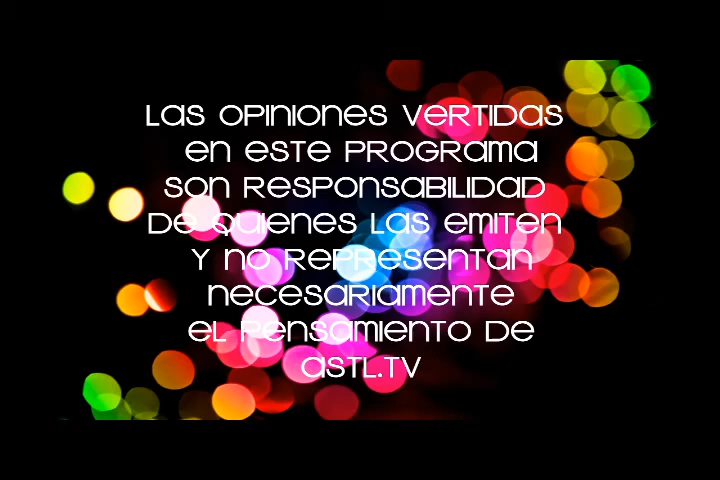 Las opiniones vertidas
en este programa
son responsabilidad
de quienes las emiten
y no representan
necesariamente
el pensamiento de
astl.tv